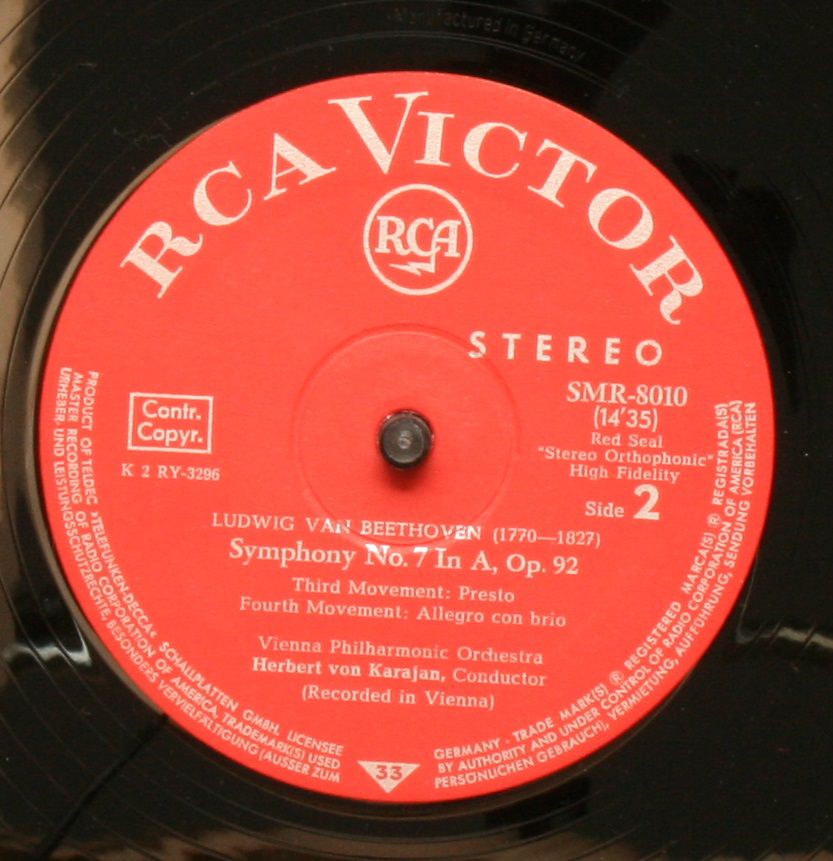 Manufactured in Germany
RCA VICTOR
RCA
STEREO
SMR-8010
(14'35)
Red Seal
"Stereo Orthophonic"
High Fidelity
Side 2
Contr.
Copyr.
K 2 RY-3296
LUDWIG VAN BEETHOVEN (1770—1827)
Symphony No. 7 In A, Op. 92
Third Movement: Presto
Fourth Movement: Allegro con brio
Vienna Philharmonic Orchestra
Herbert von Karajan, Conductor
(Recorded in Vienna)
PRODUCT OF TELDEC »TELEFUNKEN-DECCA« SCHALLPLATTEN GMBH, LICENSEE
MASTER RECORDING OF RADIO CORPORATION OF AMERICA, TRADEMARK(S) USED
URHEBER, UND LEISTUNGSSCHUTZRECHTE, BESONDERS VERVIELFÄLTIGUNG (AUSSER ZUM
33
GERMANY · TRADE MARK(S) ® REGISTERED MARCA(S) ® REGISTRADA(S)
BY AUTHORITY AND UNDER CONTROL OF RADIO CORPORATION OF AMERICA (RCA)
PERSÖNLICHEN GEBRAUCH), VERMIETUNG, AUFFÜHRUNG, SENDUNG VORBEHALTEN